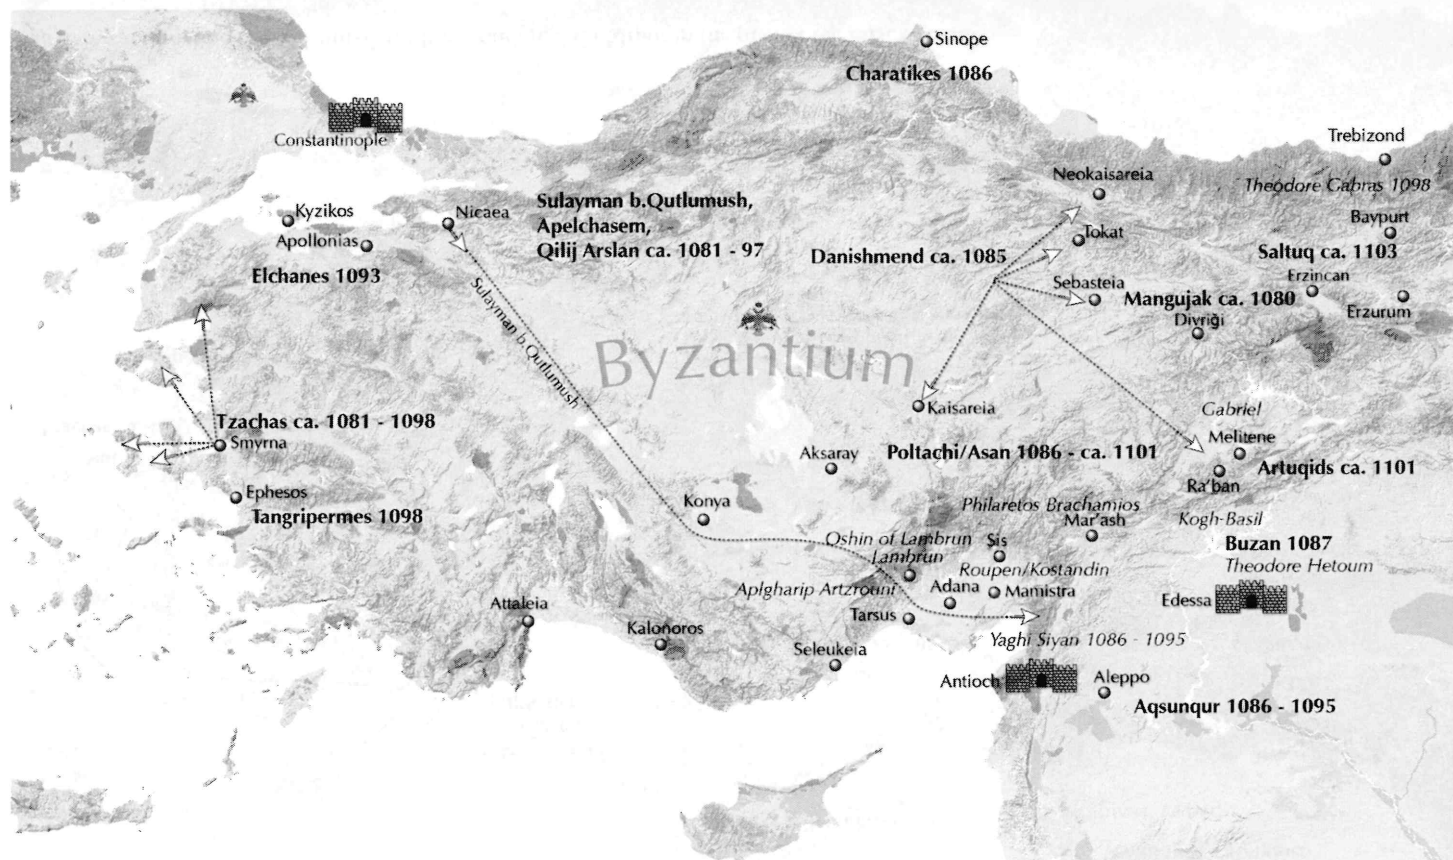 Sinope
Charatikes 1086
Constantinople
Trebizond
Theodore Gabras 1098
Neokaisareia
Kyzikos
Nicaea
Sulayman b.Qutlumush,
Apelchasem,
Qilij Arslan ca. 1081 - 97
Baypurt
Apollonias
Tokat
Danishmend ca. 1085
Saltuq ca. 1103
Elchanes 1093
Erzincan
Sebasteia
Mangujak ca. 1080
Erzurum
Divriği
Sulayman b.Qutlumush
Byzantium
Kaisareia
Gabriel
Tzachas ca. 1081 - 1098
Smyrna
Melitene
Aksaray
Poltachi/Asan 1086 - ca. 1101
Artuqids ca. 1101
Ra'ban
Ephesos
Tangripermes 1098
Konya
Philaretos Brachamios
Mar'ash
Kogh-Basil
Oshin of Lambrun
Lambrun
Sis
Buzan 1087
Theodore Hetoum
Roupen/Kostandin
Aplgharip Artzrouni
Adana
Mamistra
Edessa
Attaleia
Tarsus
Kalonoros
Seleukeia
Yaghi Siyan 1086 - 1095
Antioch
Aleppo
Aqsunqur 1086 - 1095